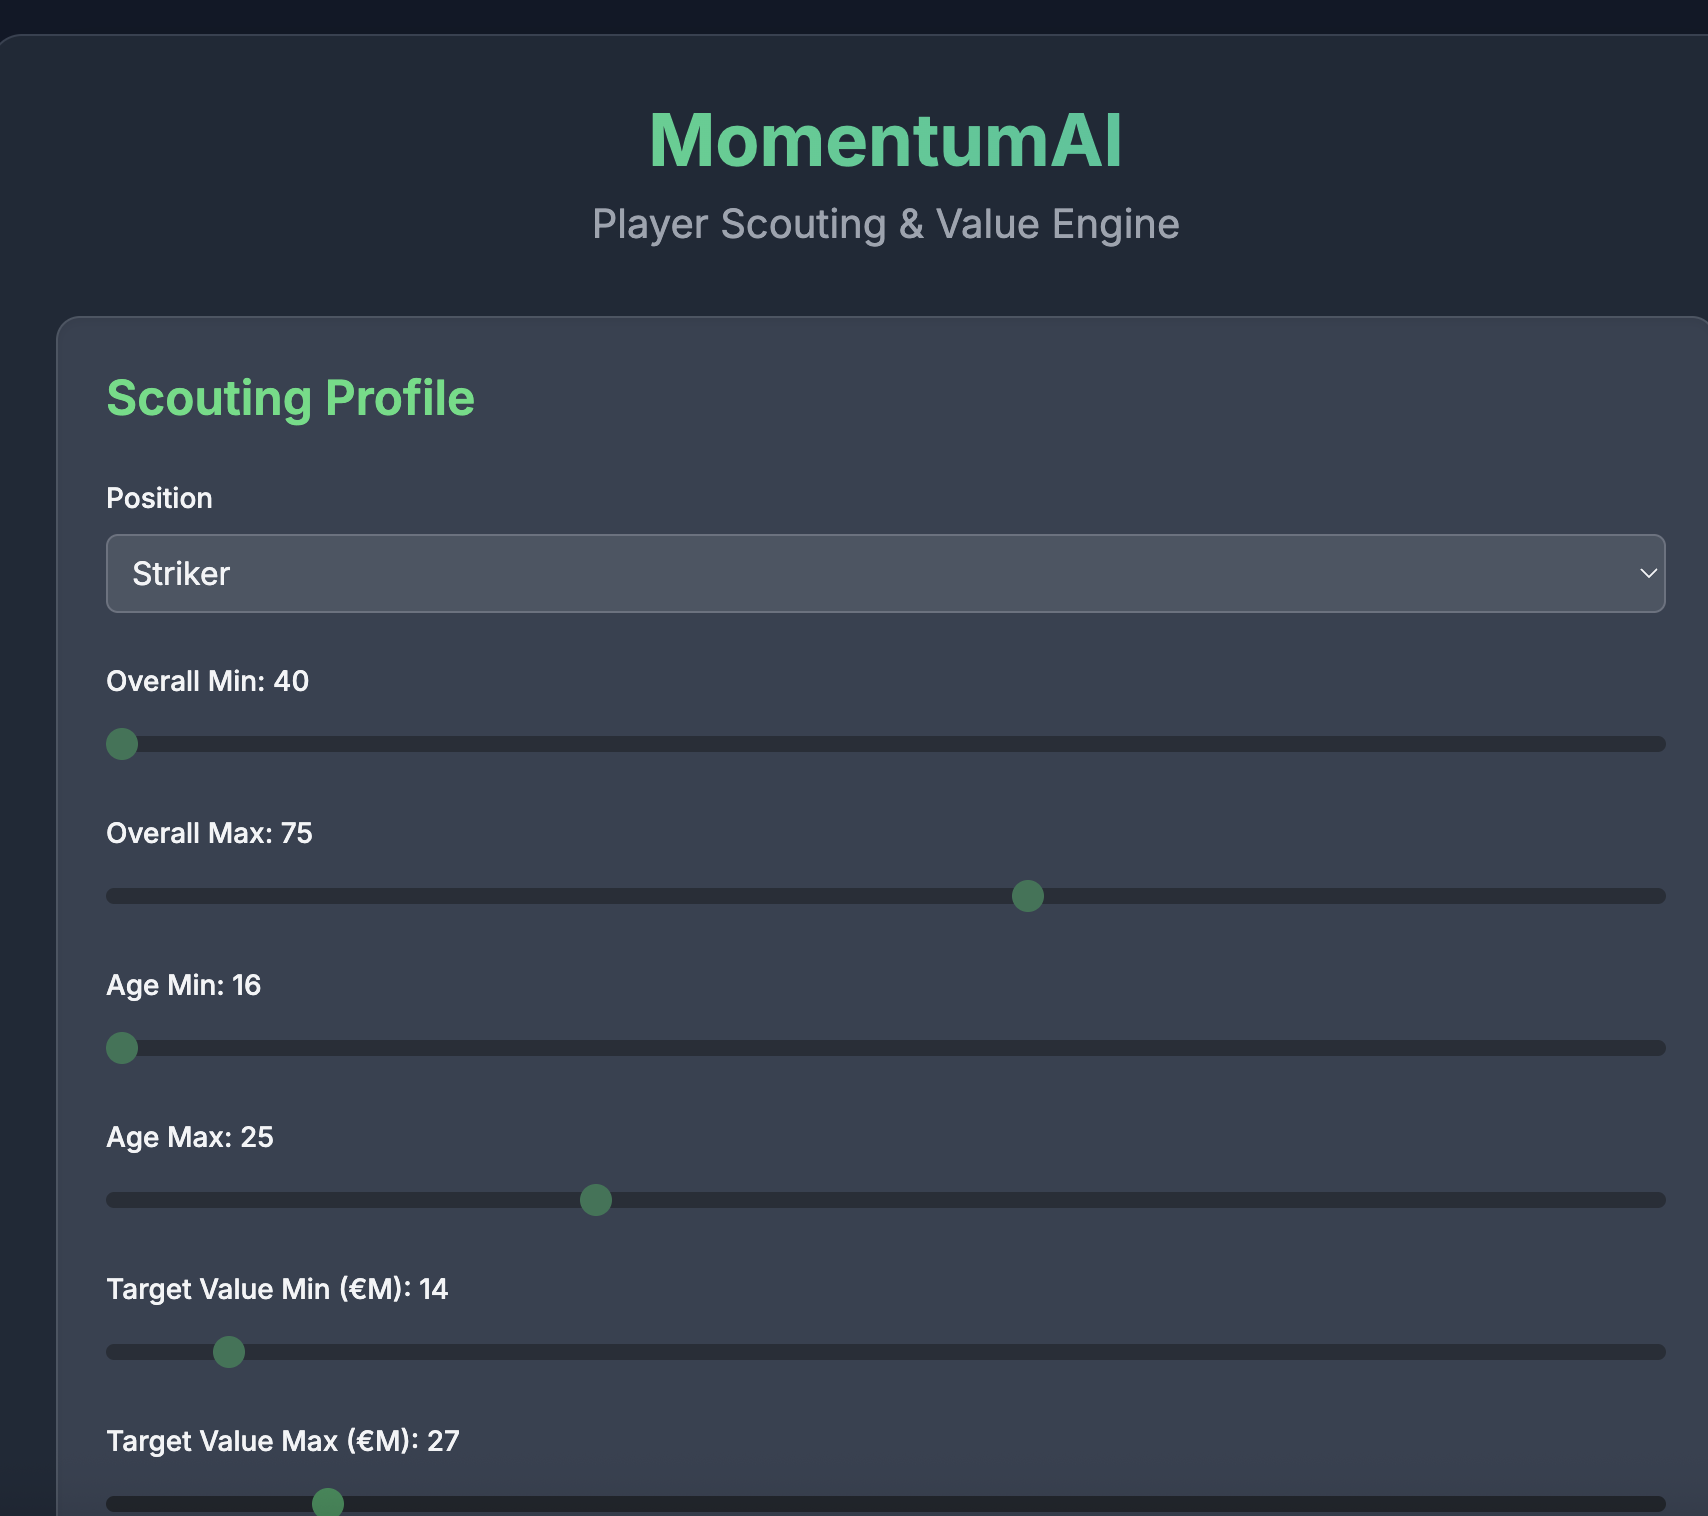 MomentumAI
Player Scouting & Value Engine
Scouting Profile
Position
Striker
Overall Min: 40
Overall Max: 75
Age Min: 16
Age Max: 25
Target Value Min (€M): 14
Target Value Max (€M): 27